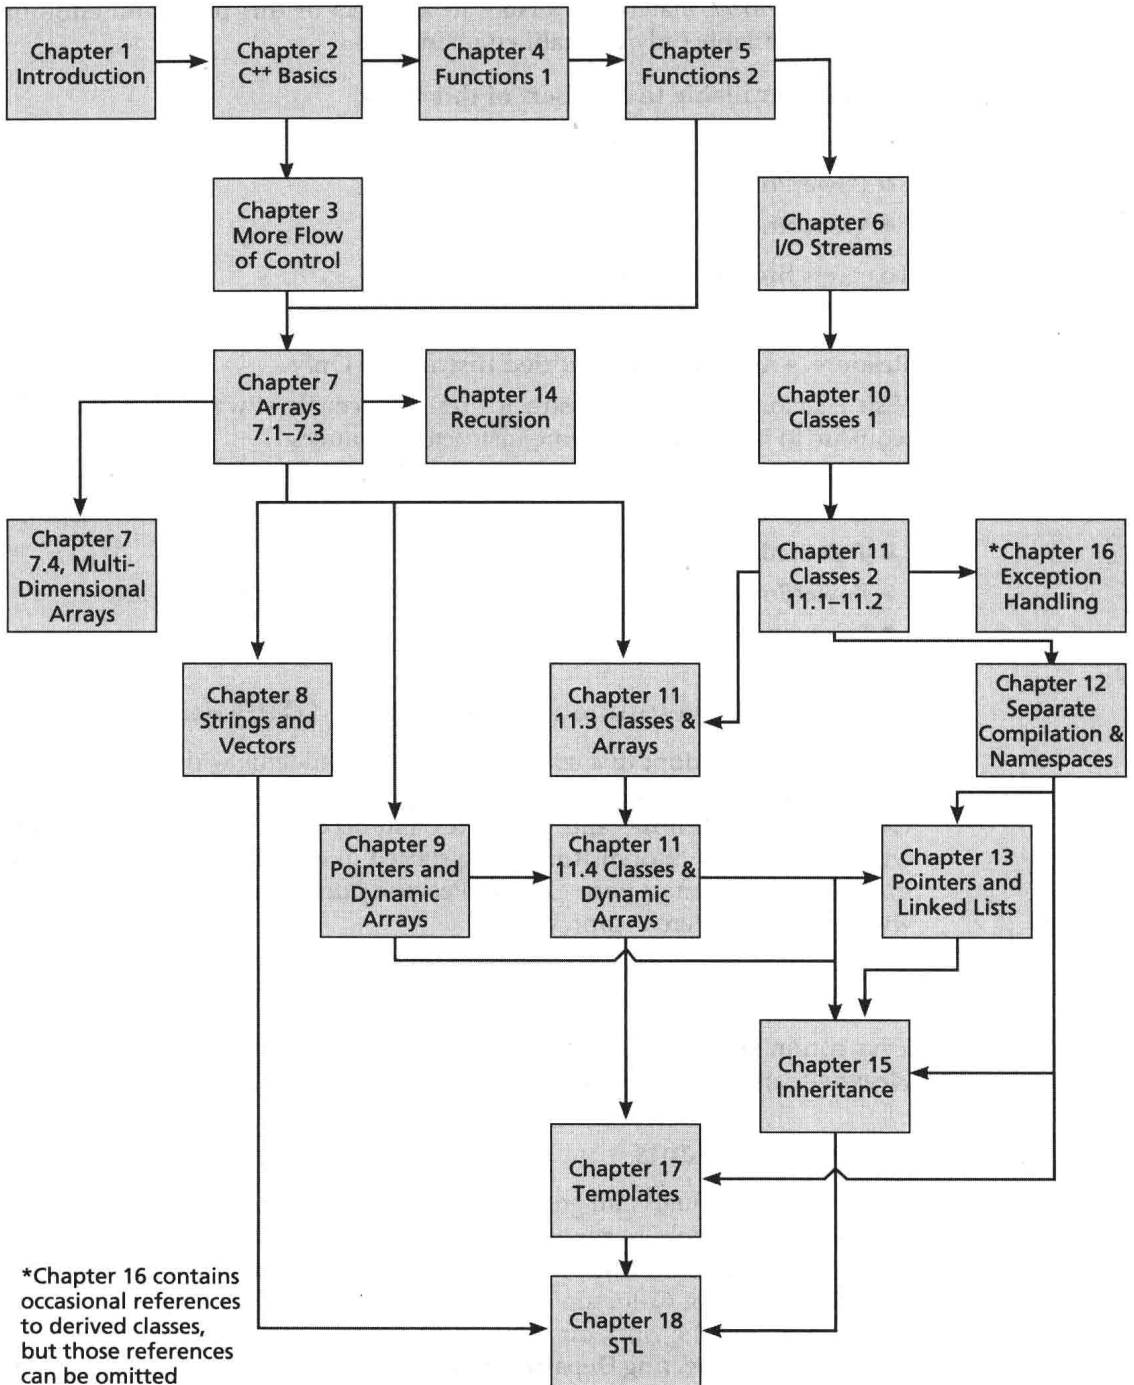 Chapter 1
Introduction
Chapter 2
C++ Basics
Chapter 4
Functions 1
Chapter 5
Functions 2
Chapter 3
More Flow
of Control
Chapter 6
I/O Streams
Chapter 7
Arrays
7.1–7.3
Chapter 14
Recursion
Chapter 10
Classes 1
Chapter 7
7.4, Multi-
Dimensional
Arrays
Chapter 11
Classes 2
11.1–11.2
*Chapter 16
Exception
Handling
Chapter 8
Strings and
Vectors
Chapter 11
11.3 Classes &
Arrays
Chapter 12
Separate
Compilation &
Namespaces
Chapter 9
Pointers and
Dynamic
Arrays
Chapter 11
11.4 Classes &
Dynamic
Arrays
Chapter 13
Pointers and
Linked Lists
Chapter 15
Inheritance
Chapter 17
Templates
*Chapter 16 contains
occasional references
to derived classes,
but those references
can be omitted
Chapter 18
STL